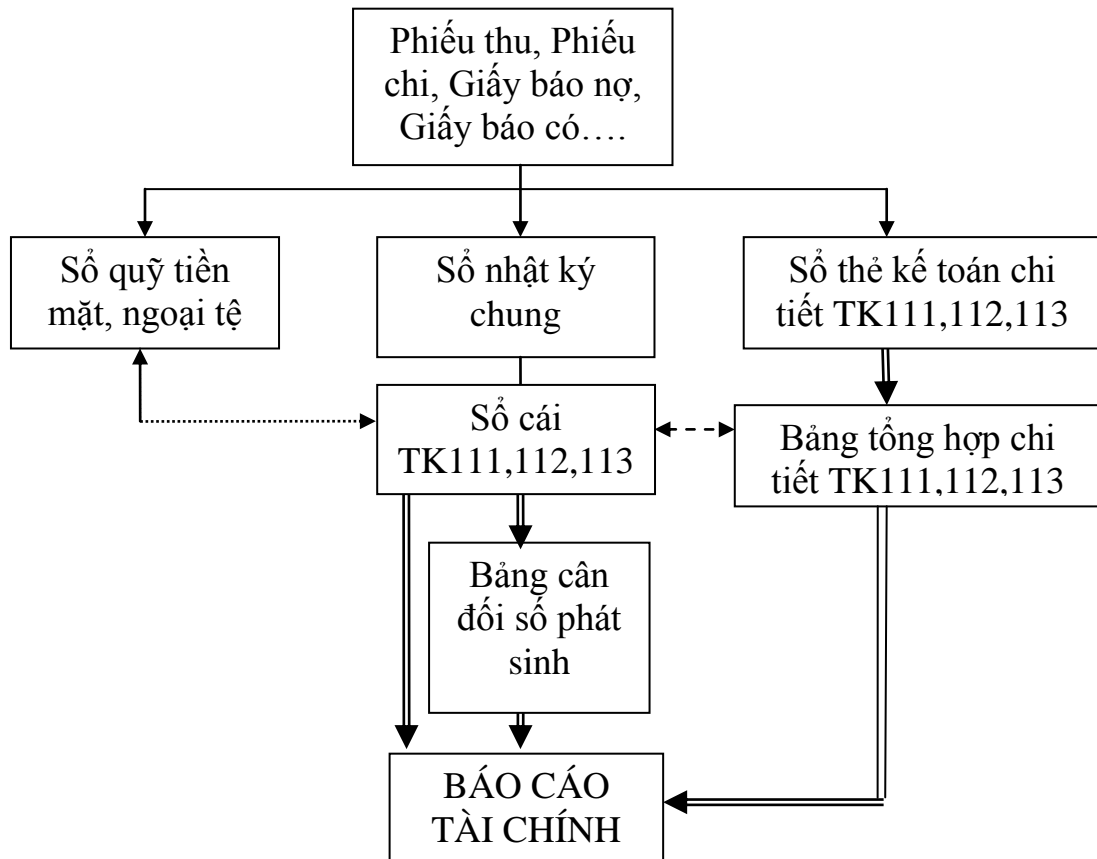 Phiếu thu, Phiếu
chi, Giấy báo nợ,
Giấy báo có….
Sổ quỹ tiền
mặt, ngoại tệ
Sổ nhật ký
chung
Sổ thẻ kế toán chi
tiết TK111,112,113
Sổ cái
TK111,112,113
Bảng tổng hợp chi
tiết TK111,112,113
Bảng cân
đối số phát
sinh
BÁO CÁO
TÀI CHÍNH